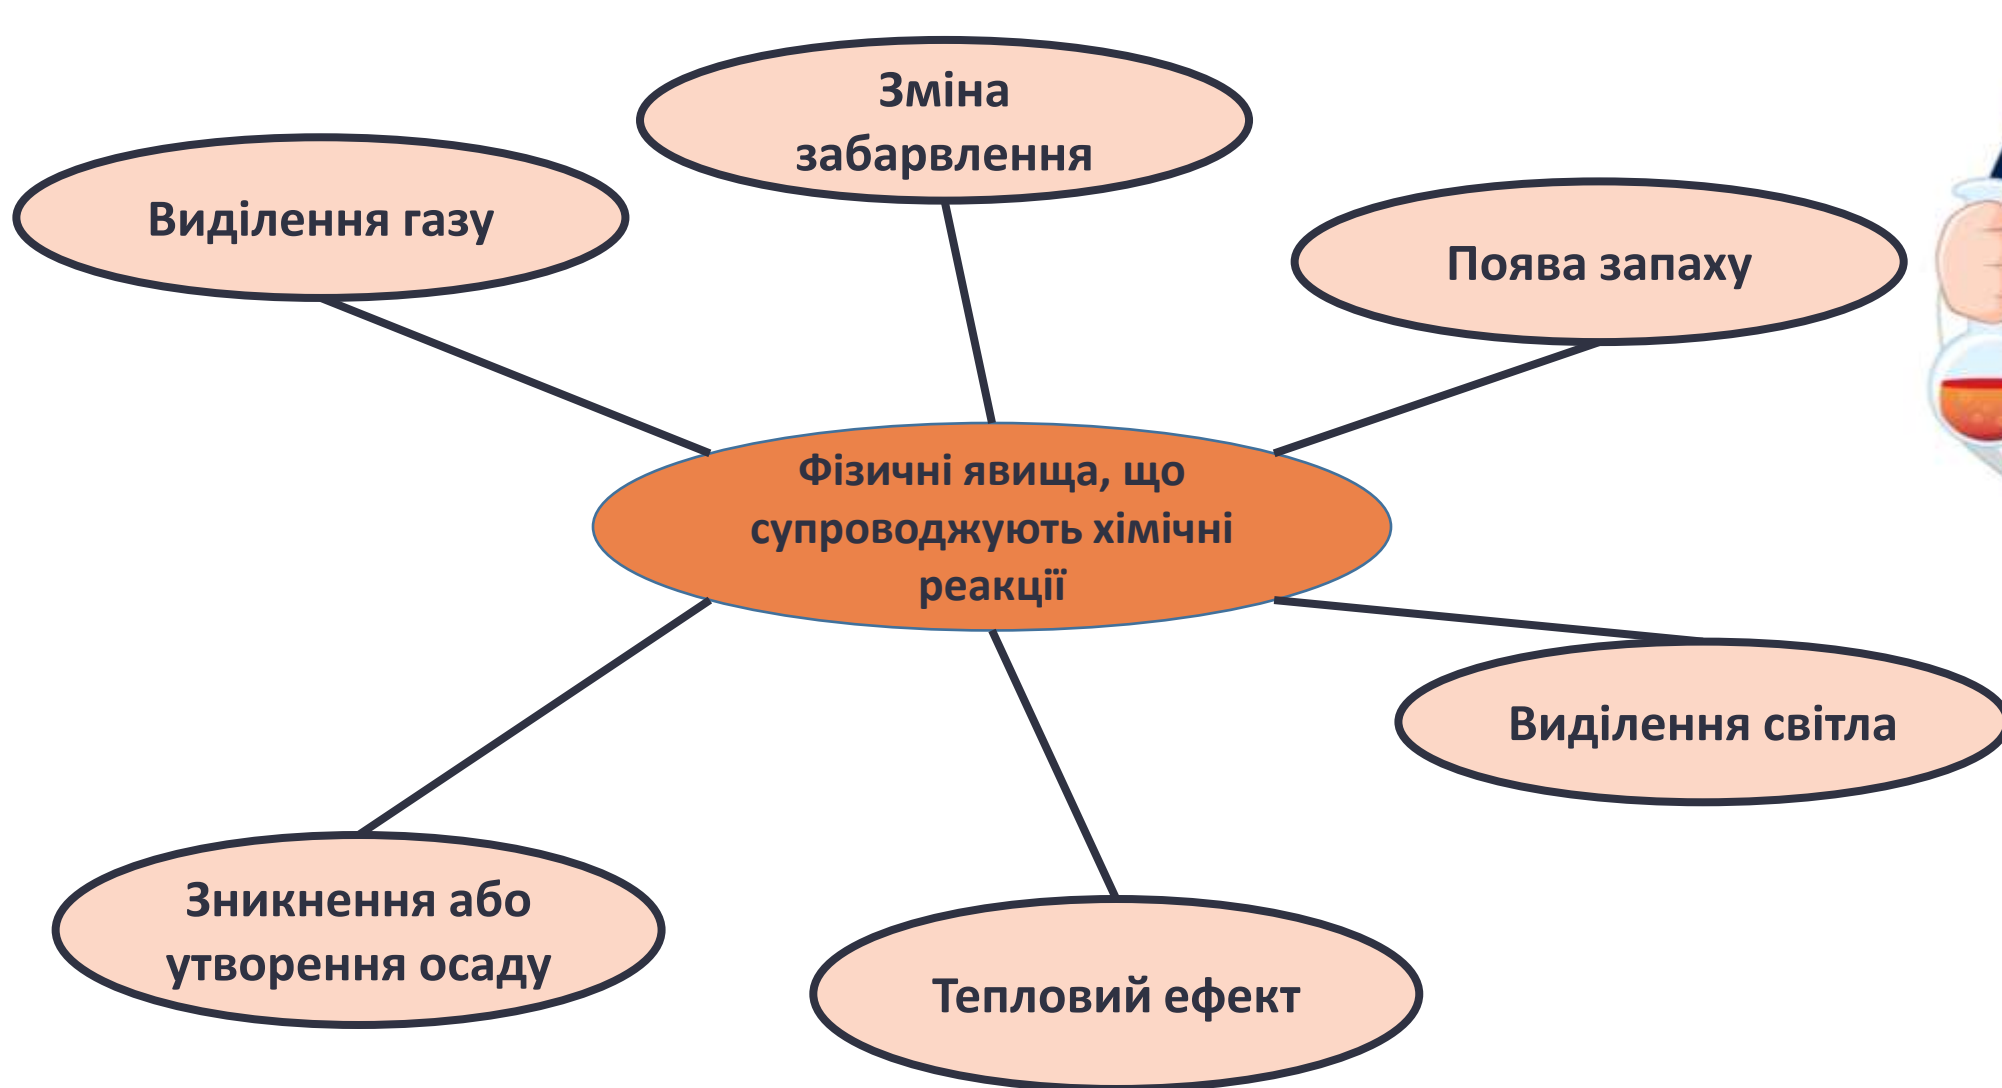 Зміна
забарвлення
Виділення газу
Поява запаху
Фізичні явища, що
супроводжують хімічні
реакції
Виділення світла
Зникнення або
утворення осаду
Тепловий ефект